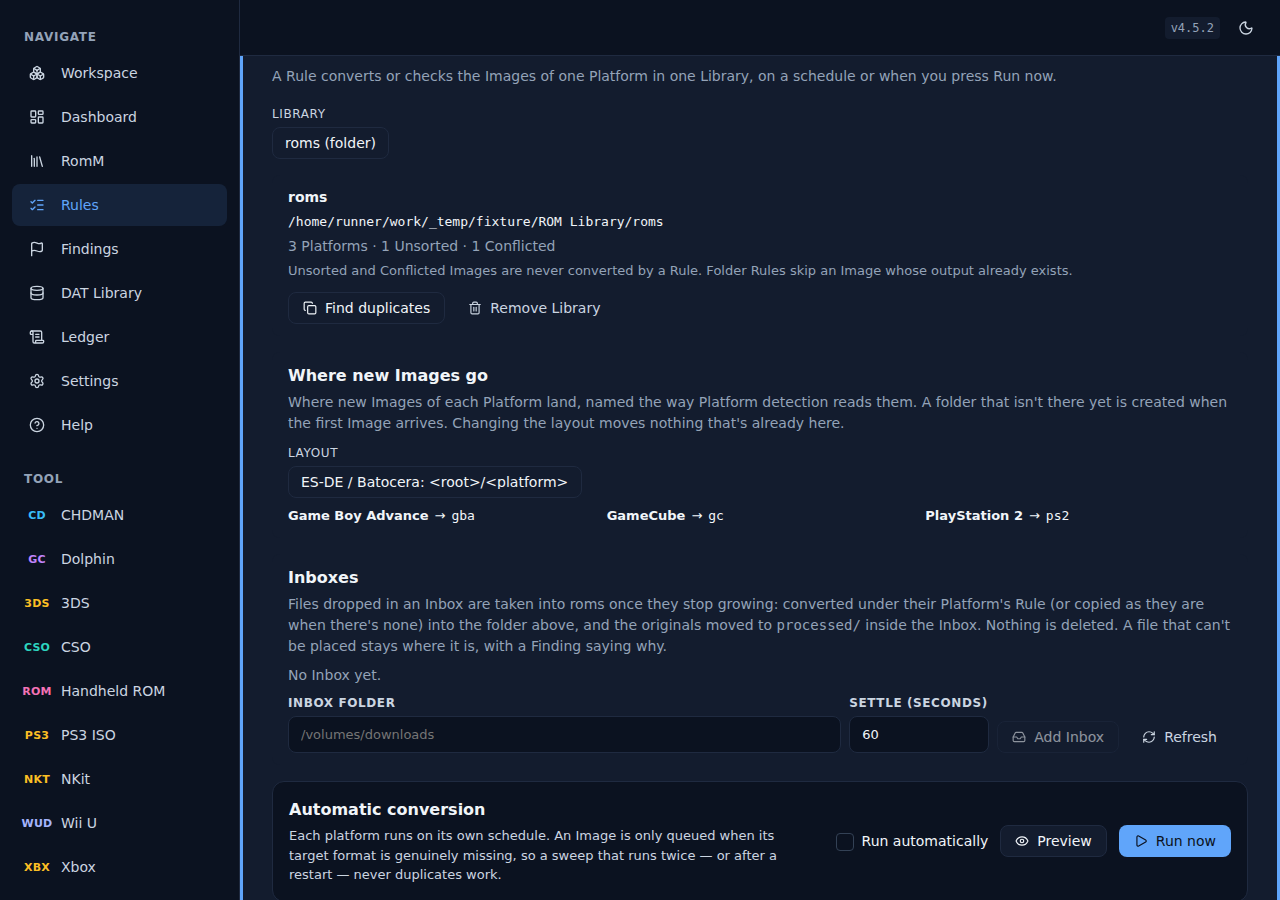 NAVIGATE
Workspace
Dashboard
RomM
Rules
Findings
DAT Library
Ledger
Settings
Help
TOOL
CD CHDMAN
GC Dolphin
3DS 3DS
CSO CSO
ROM Handheld ROM
PS3 PS3 ISO
NKT NKit
WUD Wii U
XBX Xbox
v4.5.2
A Rule converts or checks the Images of one Platform in one Library, on a schedule or when you press Run now.
LIBRARY
roms (folder)
roms
/home/runner/work/_temp/fixture/ROM Library/roms
3 Platforms · 1 Unsorted · 1 Conflicted
Unsorted and Conflicted Images are never converted by a Rule. Folder Rules skip an Image whose output already exists.
Find duplicates Remove Library
Where new Images go
Where new Images of each Platform land, named the way Platform detection reads them. A folder that isn't there yet is created when
the first Image arrives. Changing the layout moves nothing that's already here.
LAYOUT
ES-DE / Batocera: <root>/<platform>
Game Boy Advance → gba GameCube → gc PlayStation 2 → ps2
Inboxes
Files dropped in an Inbox are taken into roms once they stop growing: converted under their Platform's Rule (or copied as they are
when there's none) into the folder above, and the originals moved to processed/ inside the Inbox. Nothing is deleted. A file that can't
be placed stays where it is, with a Finding saying why.
No Inbox yet.
INBOX FOLDER SETTLE (SECONDS)
/volumes/downloads 60 Add Inbox Refresh
Automatic conversion
Each platform runs on its own schedule. An Image is only queued when its
target format is genuinely missing, so a sweep that runs twice — or after a
restart — never duplicates work.
Run automatically Preview Run now